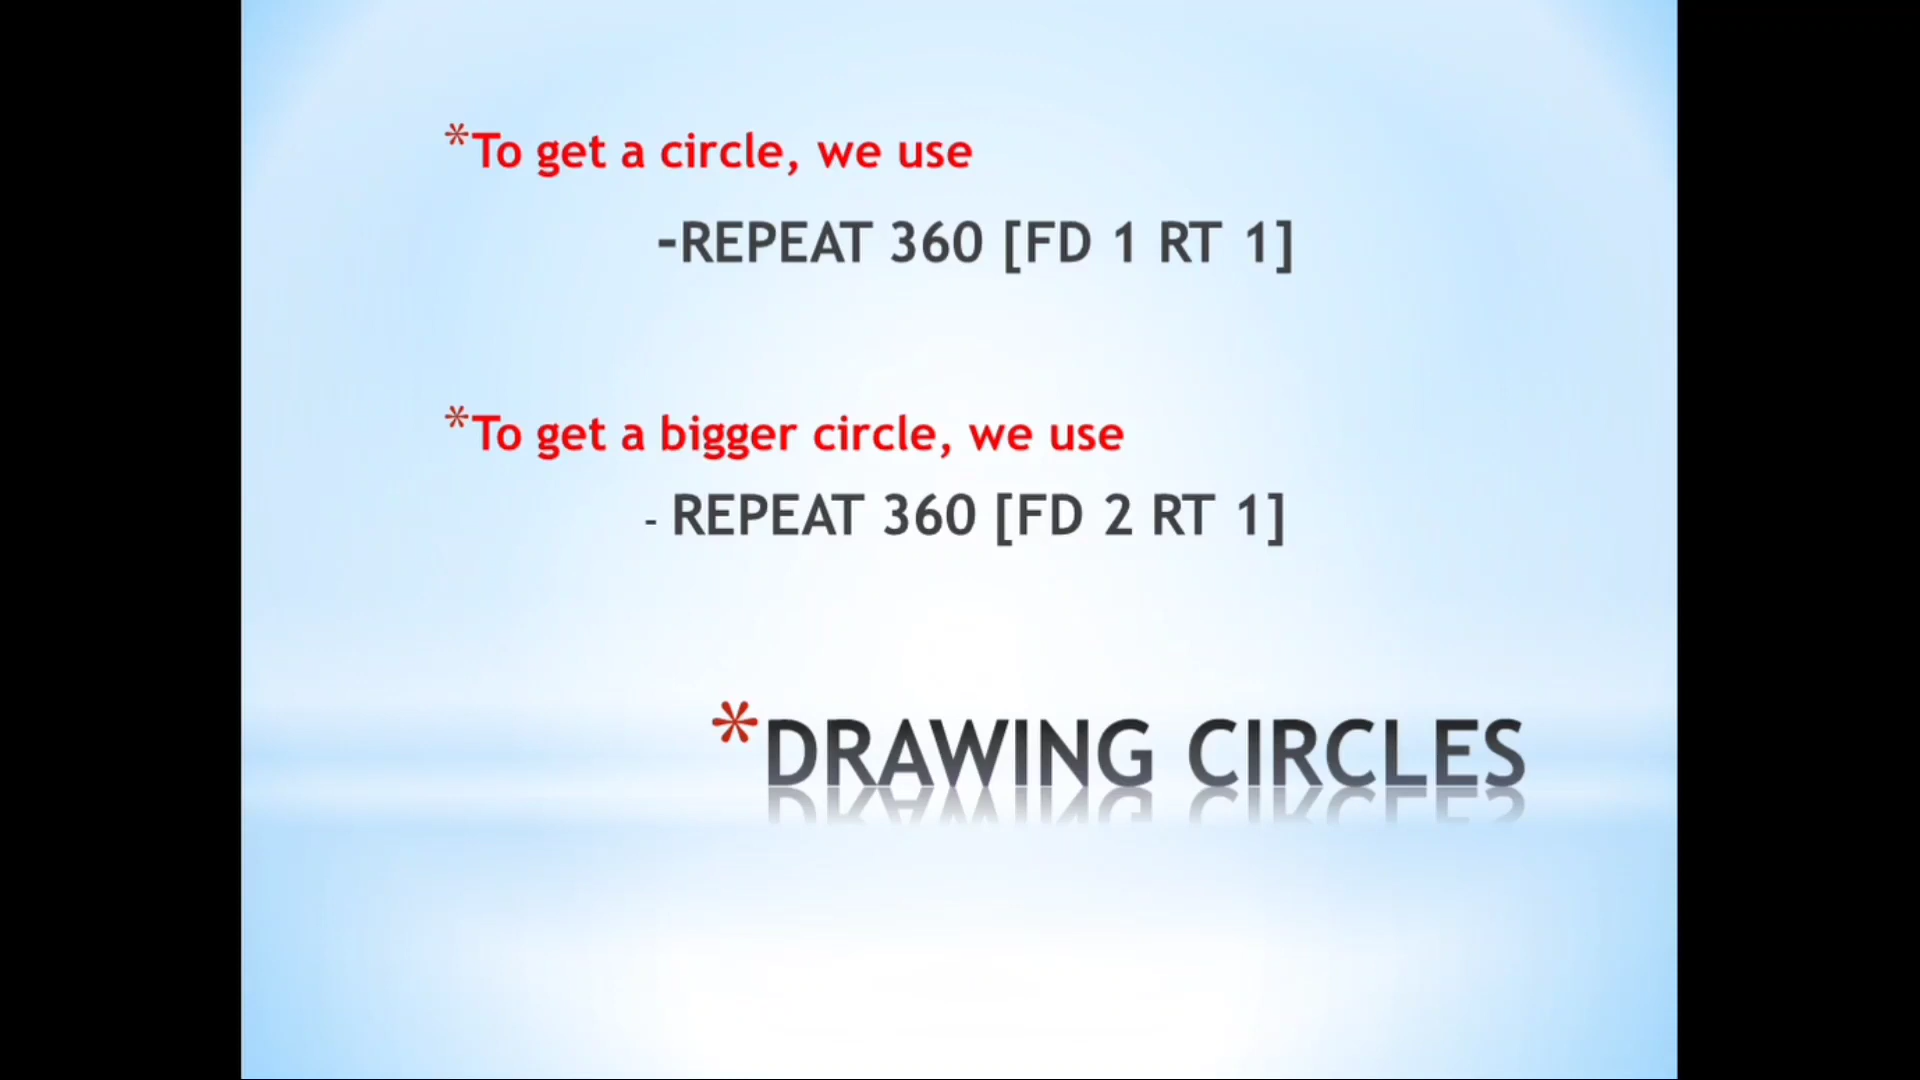 *To get a circle, we use
-REPEAT 360 [FD 1 RT 1]
*To get a bigger circle, we use
- REPEAT 360 [FD 2 RT 1]
*DRAWING CIRCLES